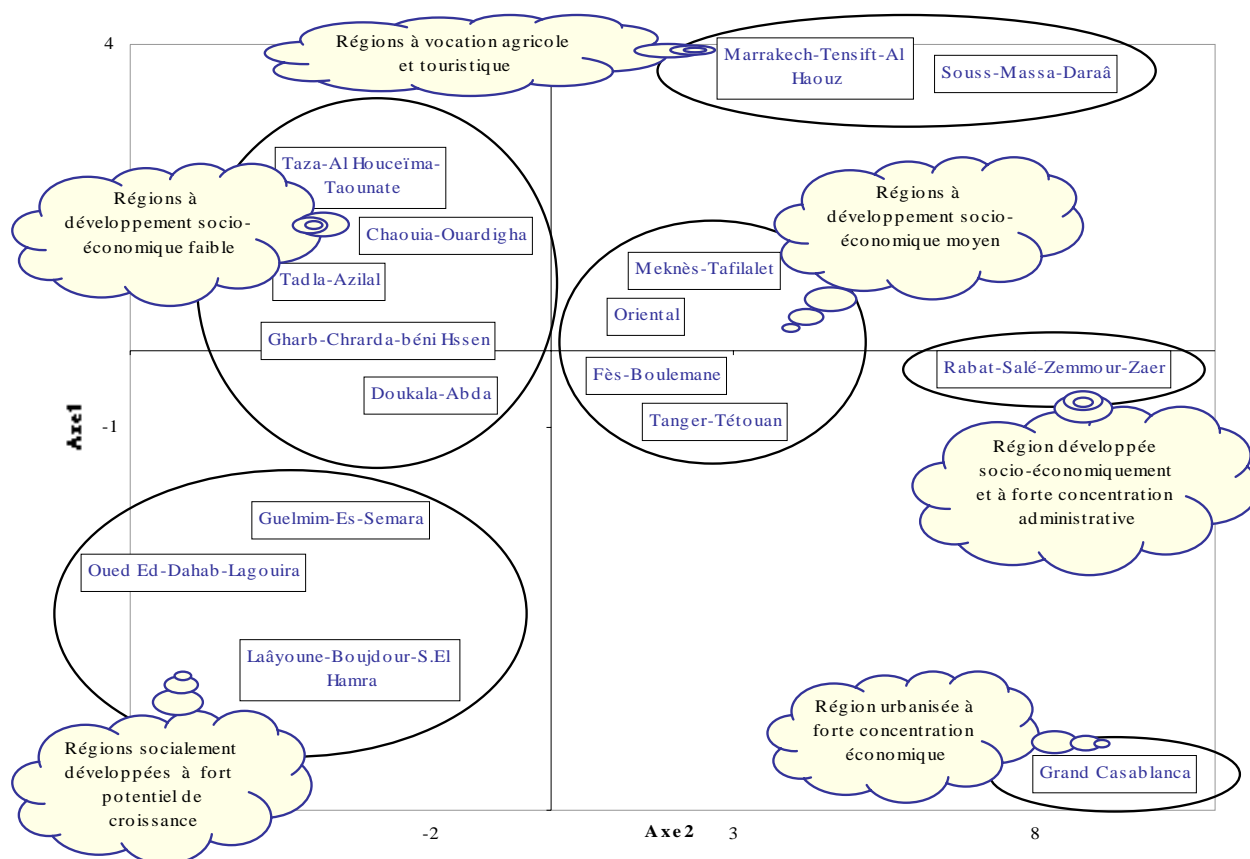 4
Régions à vocation agricole
et touristique
Marrakech-Tensift-Al
Haouz
Souss-Massa-Daraâ
Taza-Al Houceïma-
Taounate
Régions à
développement socio-
économique faible
Chaouia-Ouardigha
Tadla-Azilal
Gharb-Chrarda-béni Hssen
Doukala-Abda
Régions à
développement socio-
économique moyen
Meknès-Tafilalet
Oriental
Fès-Boulemane
Tanger-Tétouan
Rabat-Salé-Zemmour-Zaer
Région développée
socio-économiquement
et à forte concentration
administrative
Axe1
-1
Guelmim-Es-Semara
Oued Ed-Dahab-Lagouira
Laâyoune-Boujdour-S.El
Hamra
Régions socialement
développées à fort
potentiel de
croissance
Région urbanisée à
forte concentration
économique
Grand Casablanca
-2
Axe2
3
8